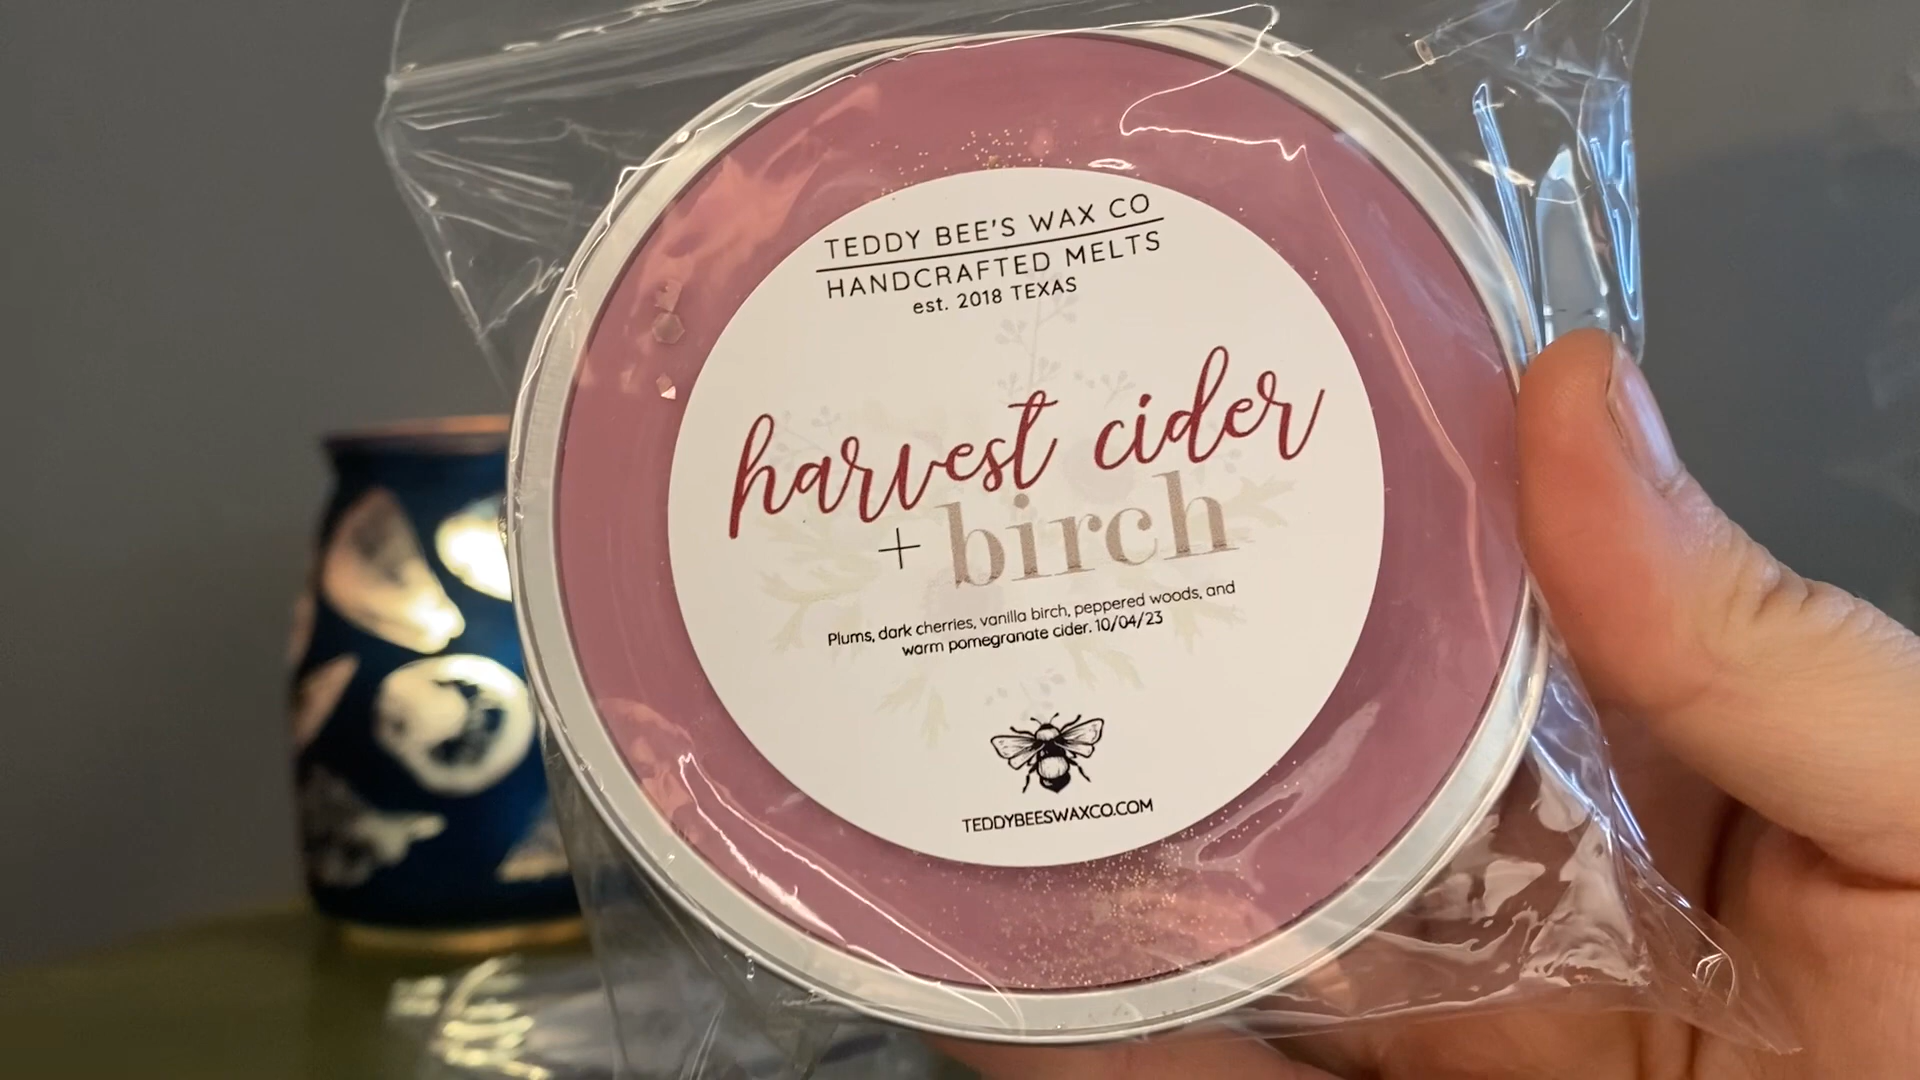 TEDDY BEE'S WAX CO
HANDCRAFTED MELTS
est. 2018 TEXAS
harvest cider
+ birch
Plums, dark cherries, vanilla birch, peppered woods, and
warm pomegranate cider. 10/04/23
TEDDYBEESWAXCO.COM